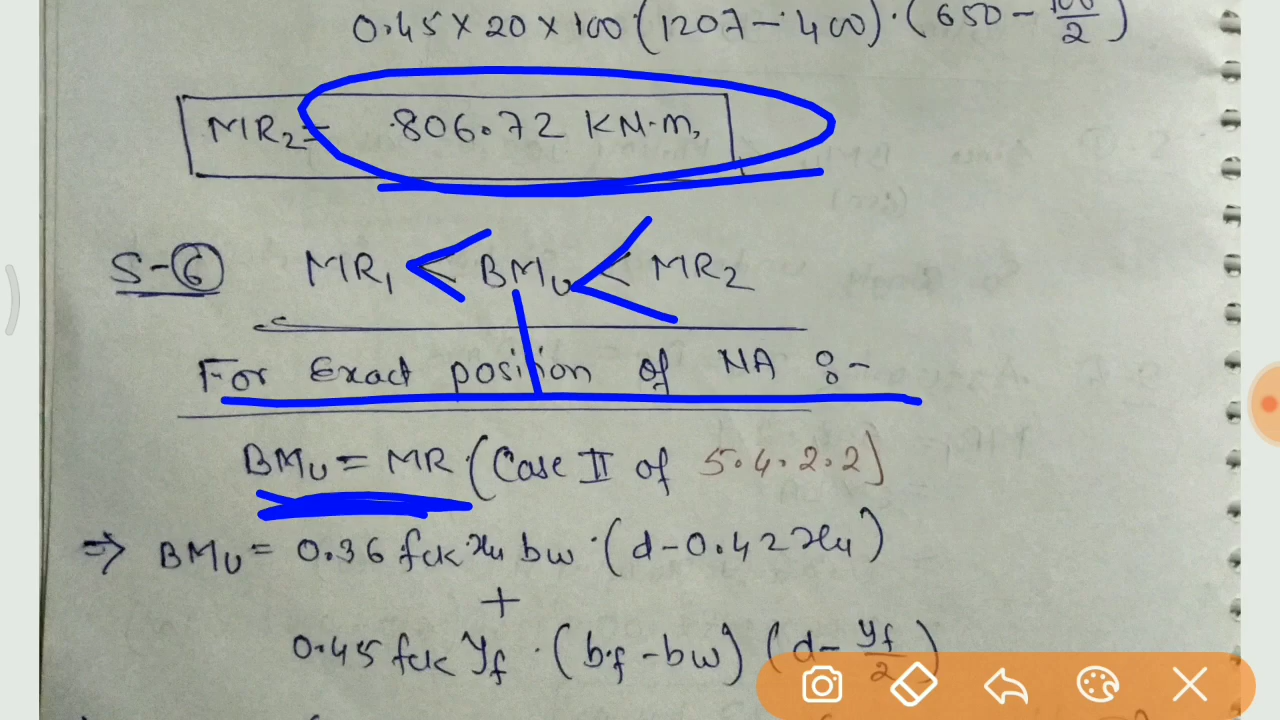 0.45 × 20 × 100 (1207 - 400) · (650 - 100/2)
MR₂ = 806.72 KN·m,
S-⑥ MR₁ < BMᵤ < MR2
For Exact position of NA :-
BMᵤ = MR (Case II of 5.4.2.2)
⇒ BMᵤ = 0.36 fck xu bw · (d - 0.42 xu)
+
0.45 fck yf · (bf - bw) (d - yf/2)